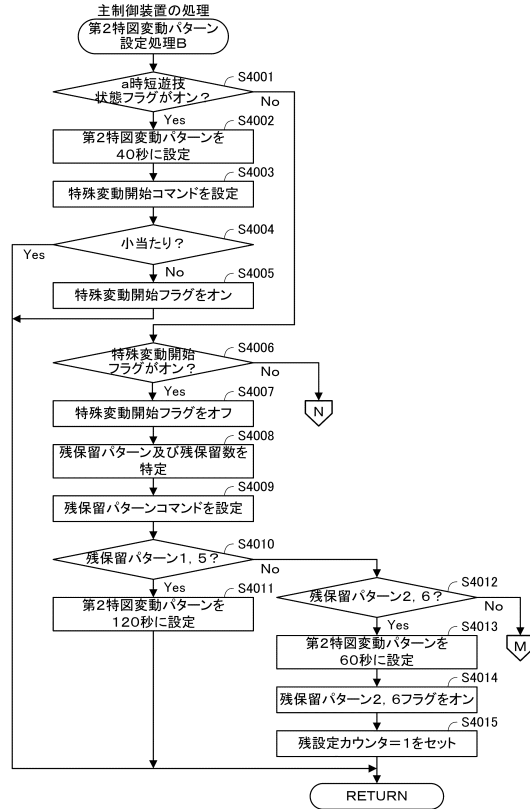 主制御装置の処理
第2特図変動パターン
設定処理B
S4001
a時短遊技
状態フラグがオン？
No
Yes
S4002
第2特図変動パターンを
40秒に設定
S4003
特殊変動開始コマンドを設定
S4004
小当たり？
Yes
No
S4005
特殊変動開始フラグをオン
S4006
特殊変動開始
フラグがオン？
No
Yes
N
S4007
特殊変動開始フラグをオフ
S4008
残保留パターン及び残保留数を
特定
S4009
残保留パターンコマンドを設定
S4010
残保留パターン1，5？
No
Yes
S4011
第2特図変動パターンを
120秒に設定
S4012
残保留パターン2，6？
No
Yes
M
S4013
第2特図変動パターンを
60秒に設定
S4014
残保留パターン2，6フラグをオン
S4015
残設定カウンタ＝1をセット
RETURN